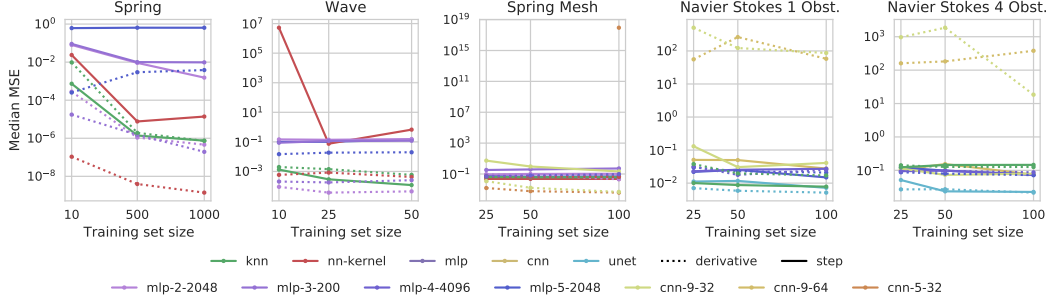 Spring Wave Spring Mesh Navier Stokes 1 Obst. Navier Stokes 4 Obst.
Median MSE
10^0 10^-2 10^-4 10^-6 10^-8
10^7 10^5 10^3 10^1 10^-1 10^-3
10^19 10^15 10^11 10^7 10^3 10^-1
10^2 10^1 10^0 10^-1 10^-2
10^3 10^2 10^1 10^0 10^-1 10^-2
10 500 1000 10 25 50 25 50 100 25 50 100 25 50 100
Training set size Training set size Training set size Training set size Training set size
knn nn-kernel mlp cnn unet derivative step
mlp-2-2048 mlp-3-200 mlp-4-4096 mlp-5-2048 cnn-9-32 cnn-9-64 cnn-5-32